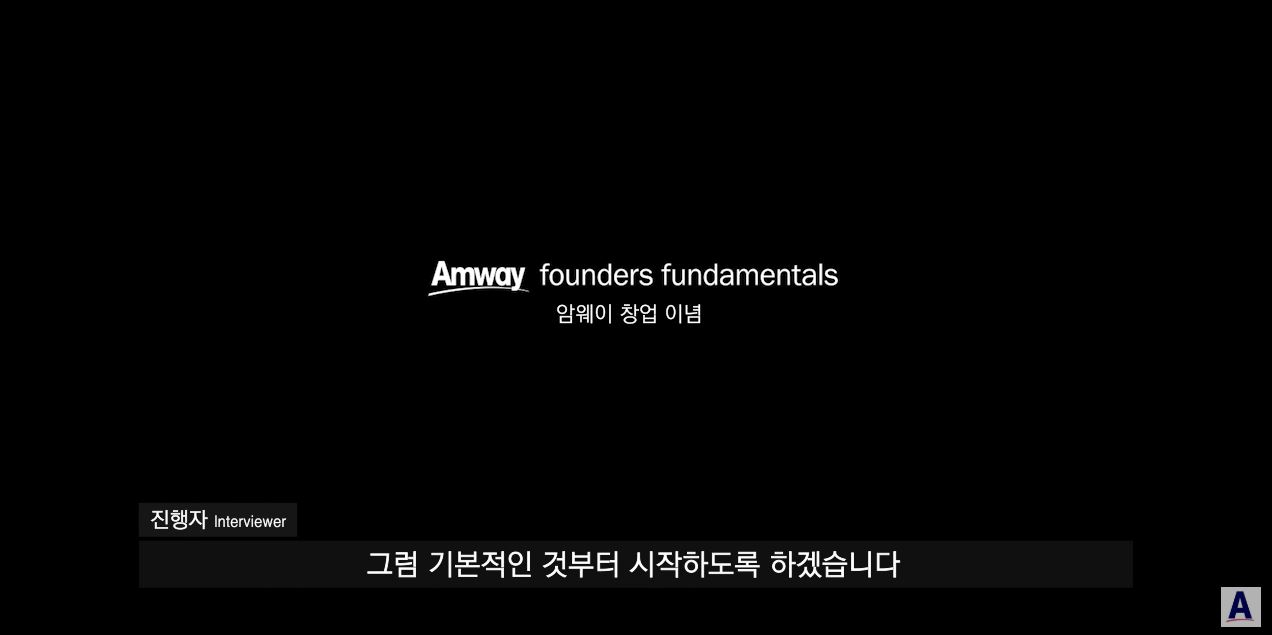 Amway founders fundamentals
암웨이 창업 이념
진행자 Interviewer
그럼 기본적인 것부터 시작하도록 하겠습니다
A